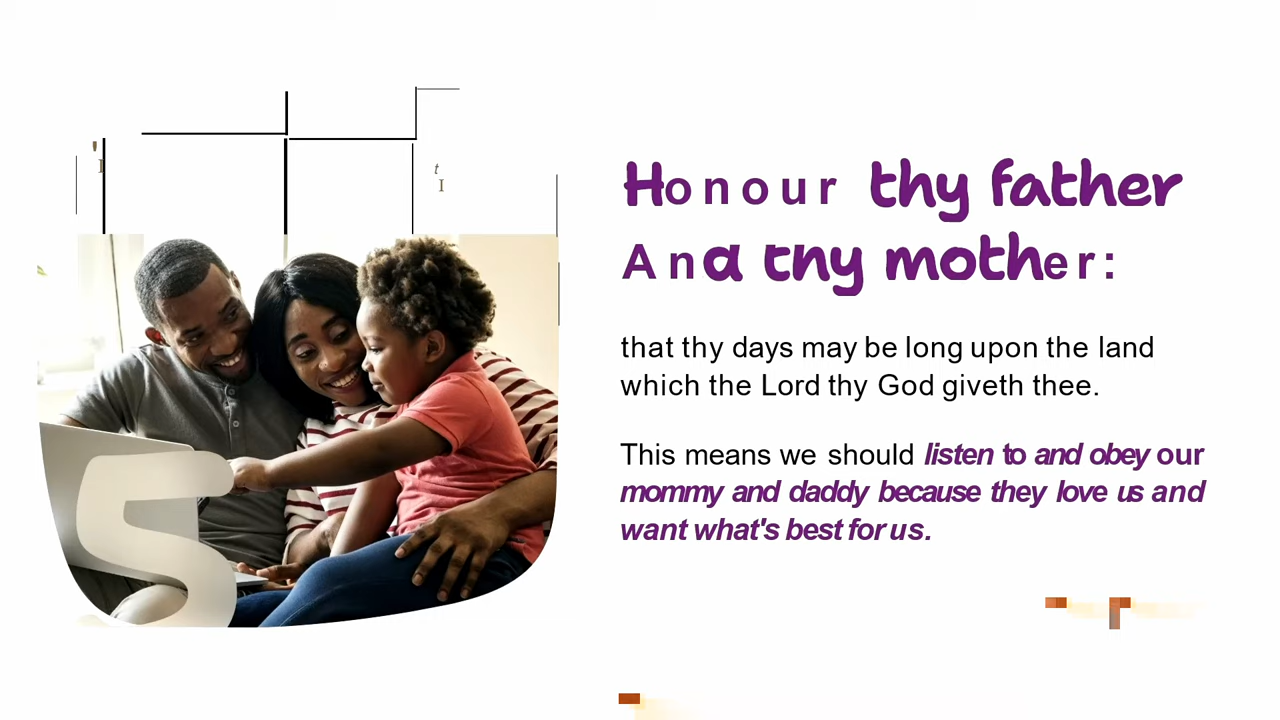 Honour thy father
And thy mother:
that thy days may be long upon the land
which the Lord thy God giveth thee.
This means we should listen to and obey our
mommy and daddy because they love us and
want what's best for us.
5